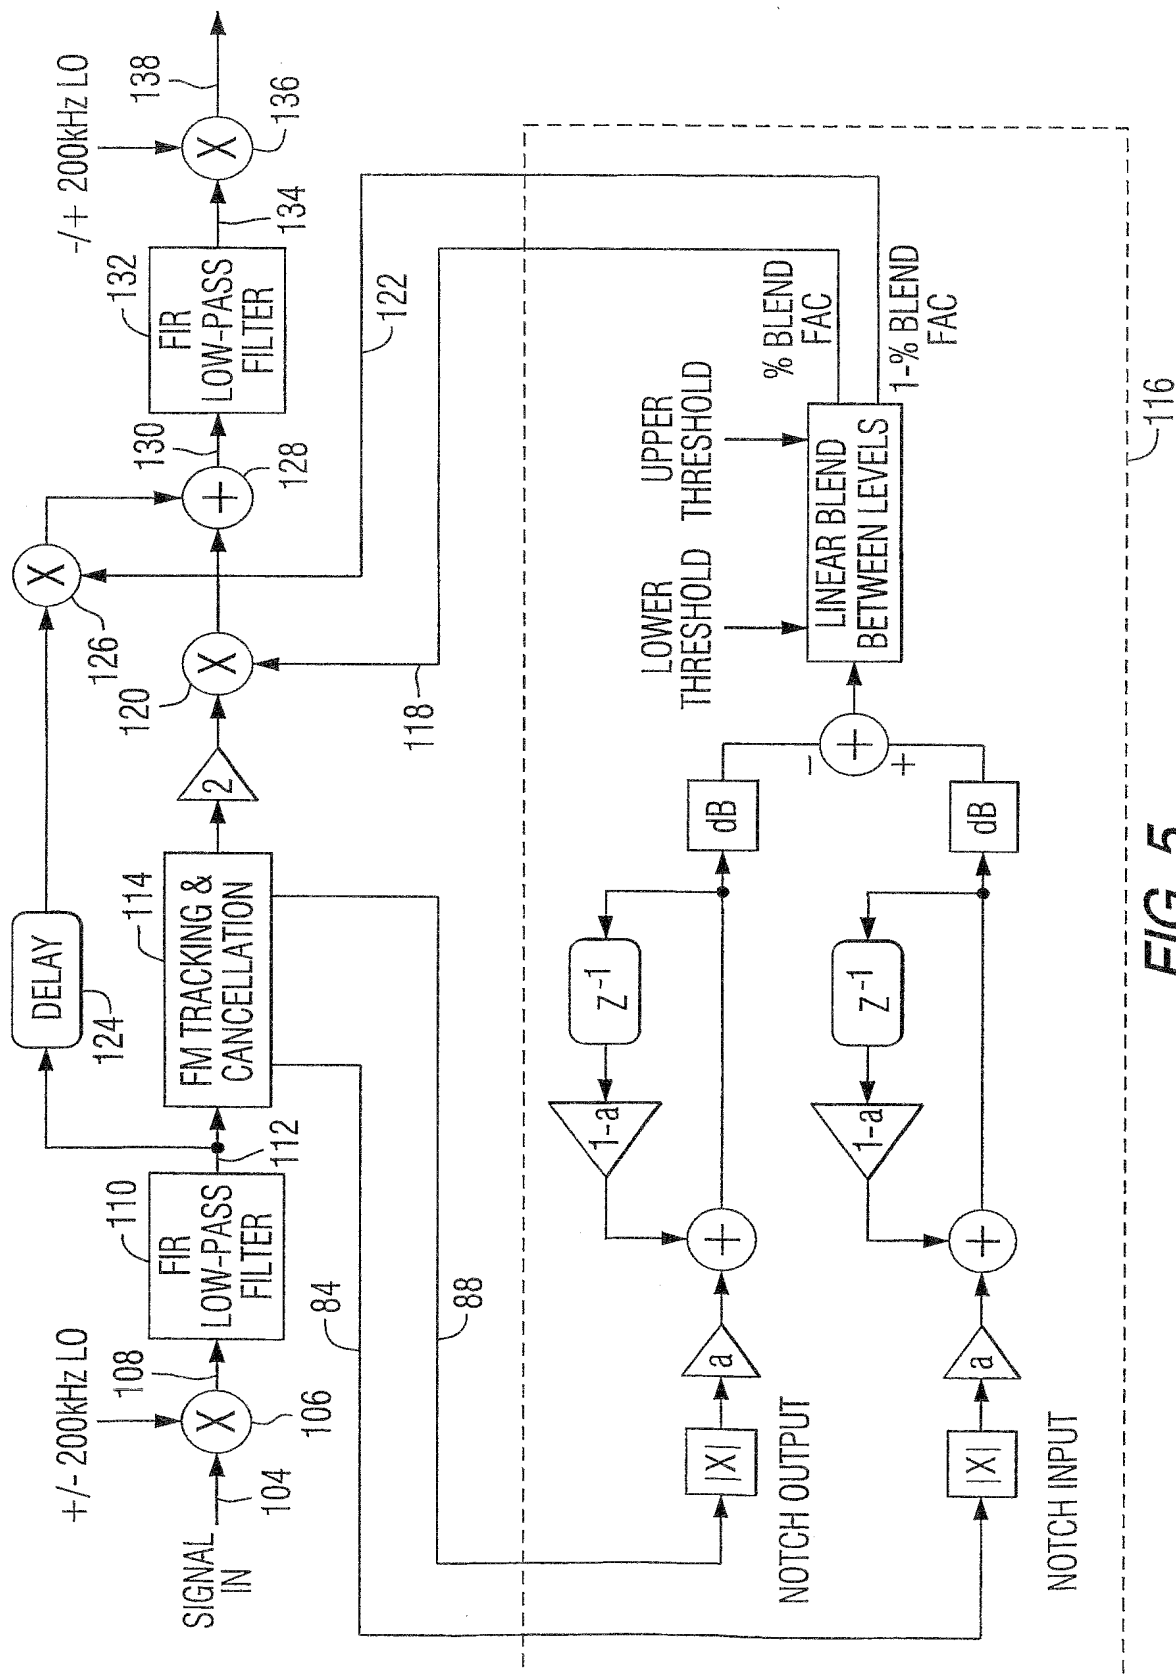 +/- 200kHz LO
-/+ 200kHz LO
SIGNAL
IN
104
X
106
108
110
FIR
LOW-PASS
FILTER
112
DELAY
124
114
FM TRACKING &
CANCELLATION
2
120
X
126
X
+
128
130
132
FIR
LOW-PASS
FILTER
134
X
136
138
84
88
118
122
NOTCH OUTPUT
|X|
a
+
1-a
Z-1
dB
NOTCH INPUT
|X|
a
+
1-a
Z-1
dB
-
+
+
LOWER
THRESHOLD
UPPER
THRESHOLD
LINEAR BLEND
BETWEEN LEVELS
% BLEND
FAC
1-% BLEND
FAC
116
FIG. 5